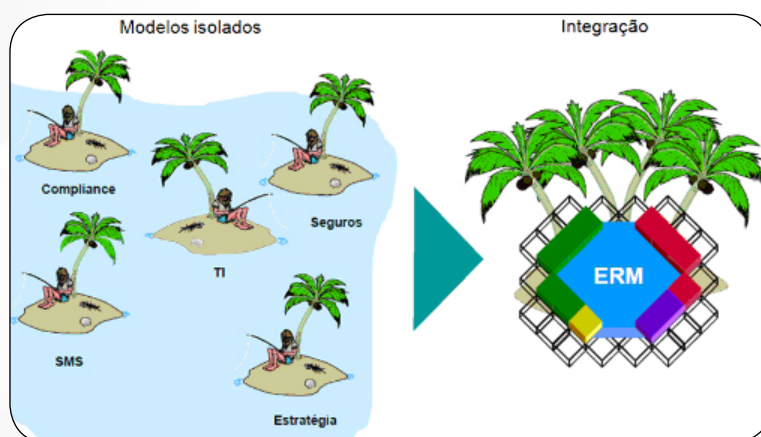 Modelos isolados
Integração
Compliance
Seguros
TI
SMS
Estratégia
ERM